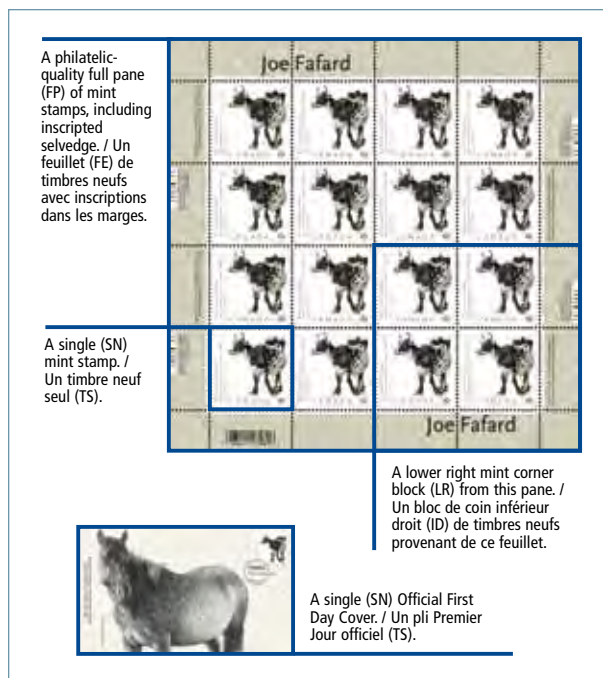 A philatelic-
quality full pane
(FP) of mint
stamps, including
inscripted
selvedge. / Un
feuillet (FE) de
timbres neufs
avec inscriptions
dans les marges.
Joe Fafard
A single (SN)
mint stamp. /
Un timbre neuf
seul (TS).
Joe Fafard
A lower right mint corner
block (LR) from this pane. /
Un bloc de coin inférieur
droit (ID) de timbres neufs
provenant de ce feuillet.
A single (SN) Official First
Day Cover. / Un pli Premier
Jour officiel (TS).